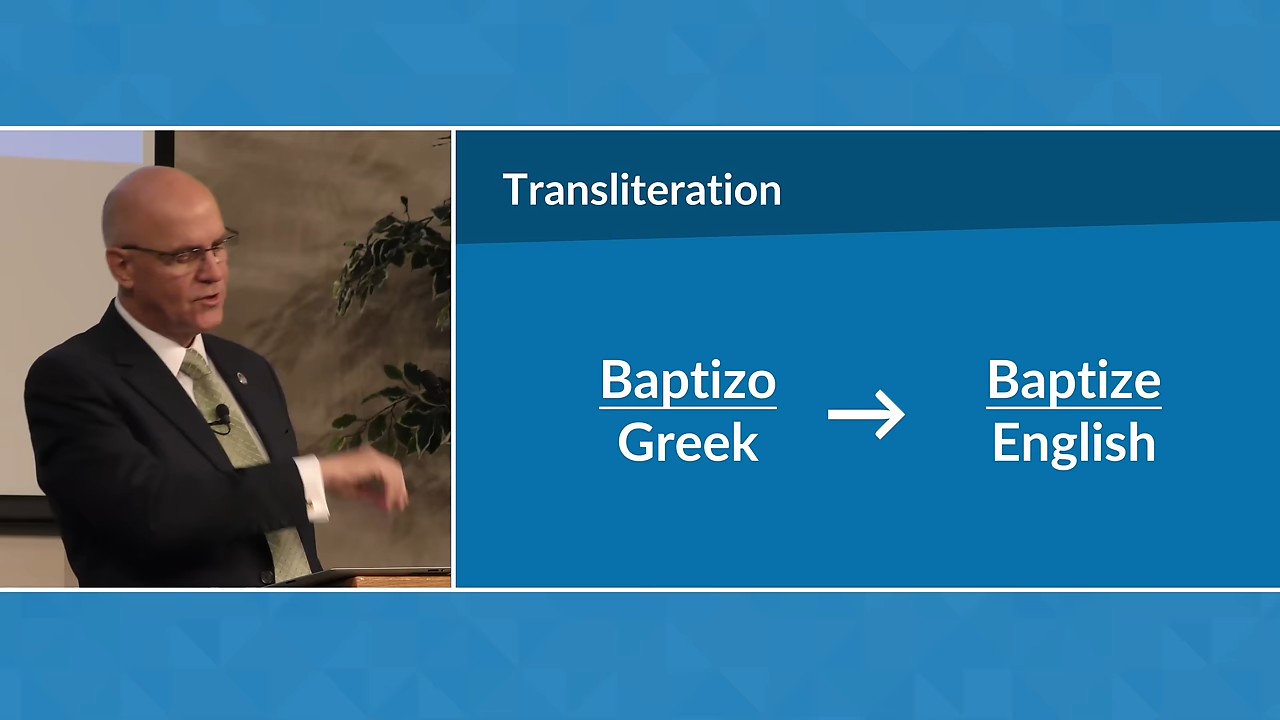 Transliteration
Baptizo
Greek
→
Baptize
English